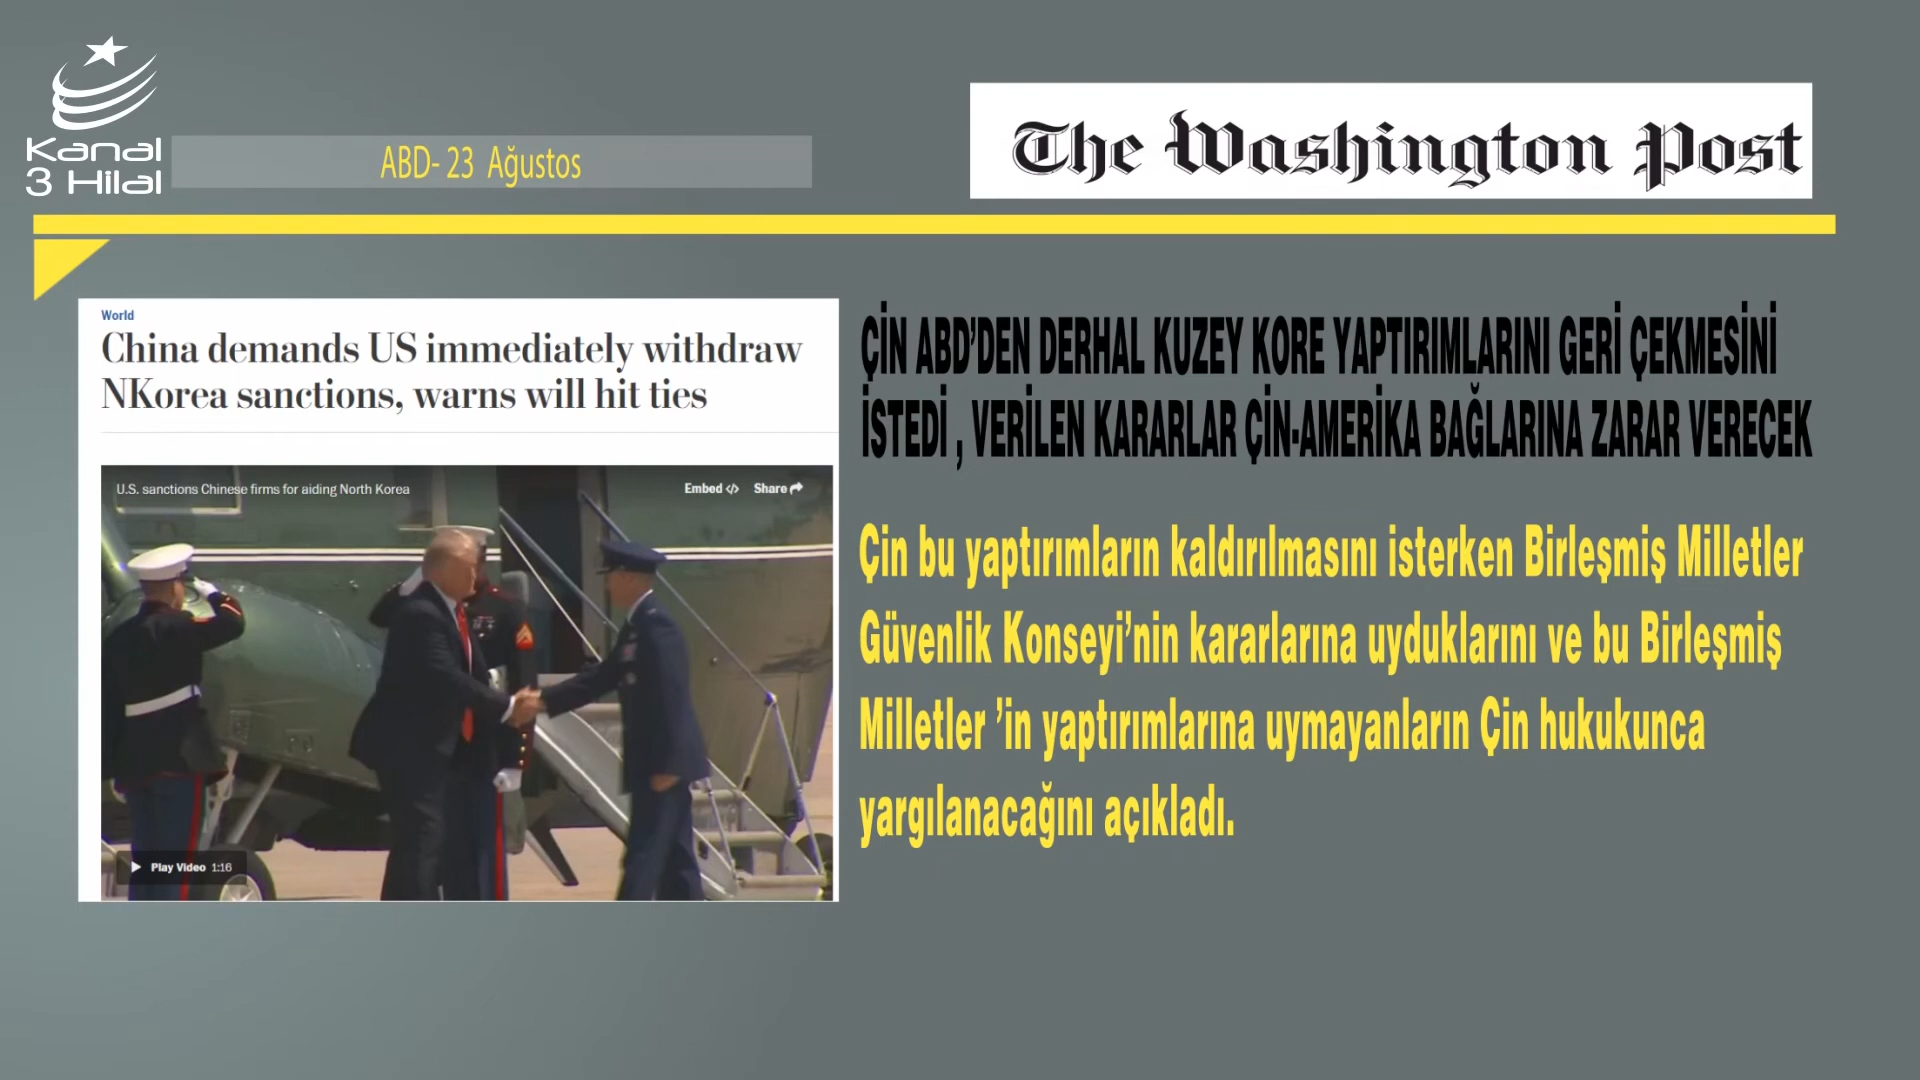 Kanal
3 Hilal
ABD- 23 Ağustos
The Washington Post
World
China demands US immediately withdraw
NKorea sanctions, warns will hit ties
U.S. sanctions Chinese firms for aiding North Korea
Embed </> Share
Play Video 1:16
ÇİN ABD’DEN DERHAL KUZEY KORE YAPTIRIMLARINI GERİ ÇEKMESİNİ
İSTEDİ , VERİLEN KARARLAR ÇİN-AMERİKA BAĞLARINA ZARAR VERECEK
Çin bu yaptırımların kaldırılmasını isterken Birleşmiş Milletler
Güvenlik Konseyi’nin kararlarına uyduklarını ve bu Birleşmiş
Milletler ’in yaptırımlarına uymayanların Çin hukukunca
yargılanacağını açıkladı.